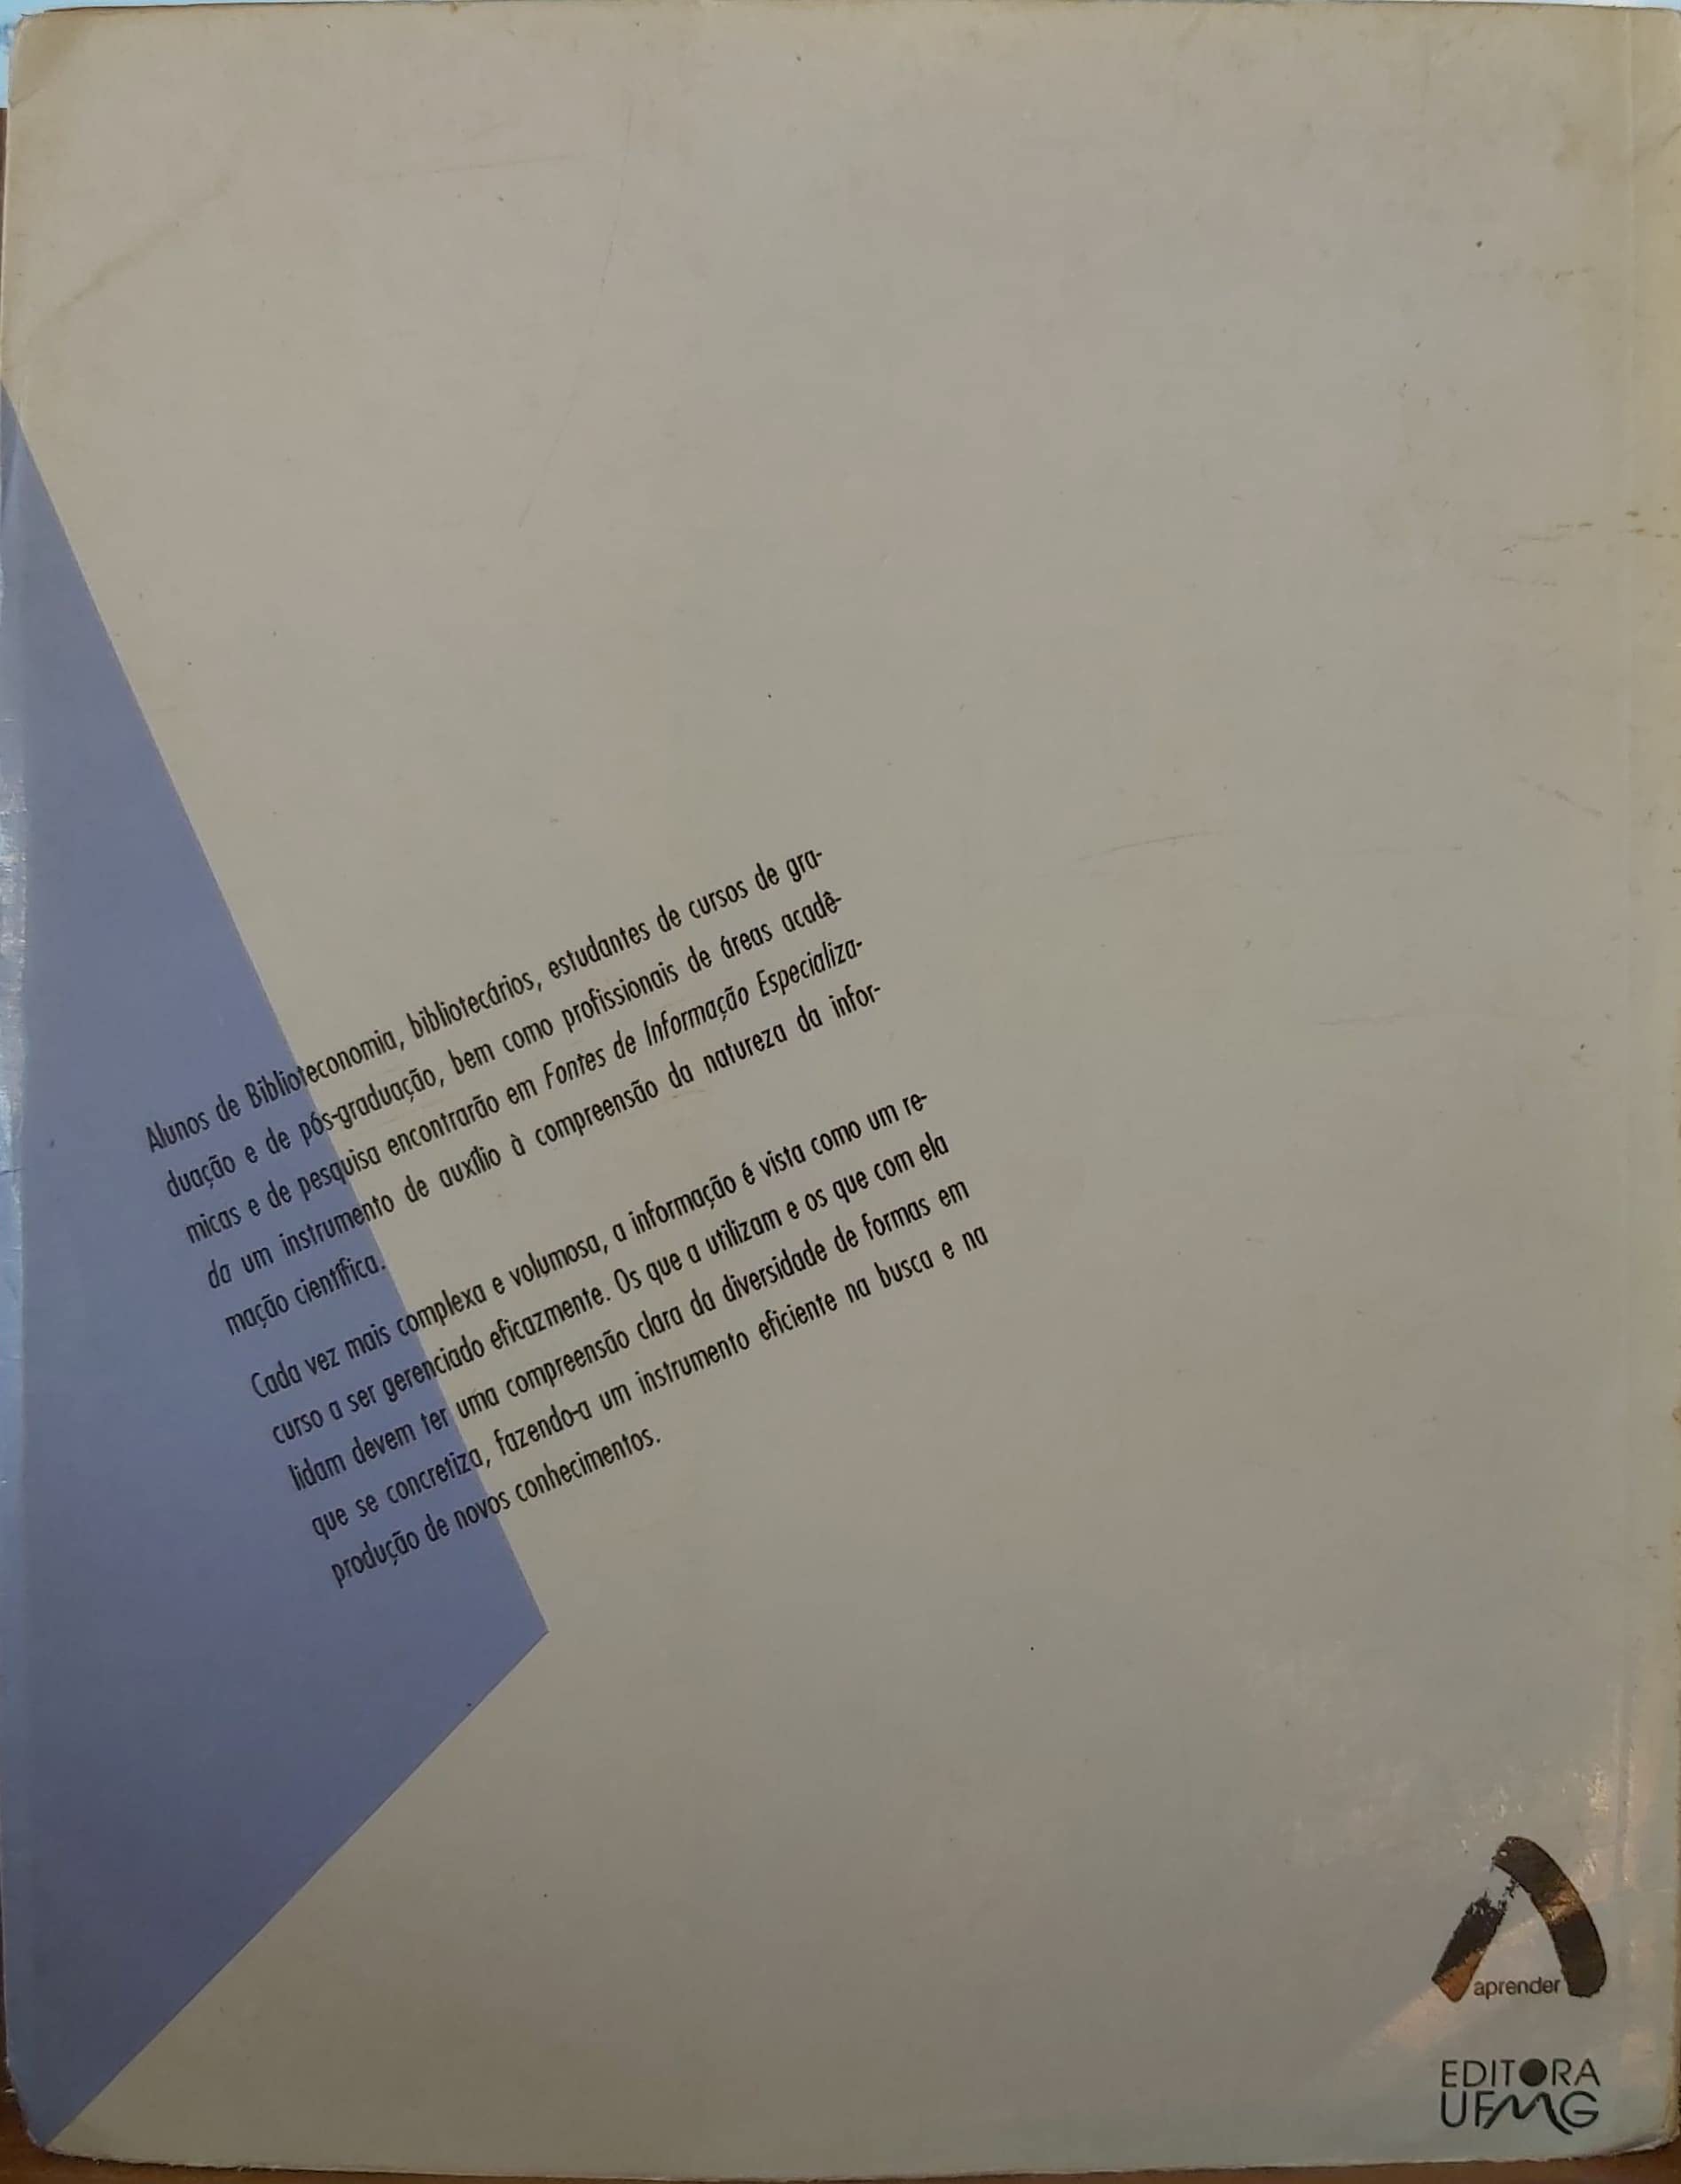 Alunos de Biblioteconomia, bibliotecários, estudantes de cursos de gra-
duação e de pós-graduação, bem como profissionais de áreas acadê-
micas e de pesquisa encontrarão em Fontes de Informação Especializa-
da um instrumento de auxílio à compreensão da natureza da infor-
mação científica.
Cada vez mais complexa e volumosa, a informação é vista como um re-
curso a ser gerenciado eficazmente. Os que a utilizam e os que com ela
lidam devem ter uma compreensão clara da diversidade de formas em
que se concretiza, fazendo-a um instrumento eficiente na busca e na
produção de novos conhecimentos.
aprender
EDITORA
UFMG